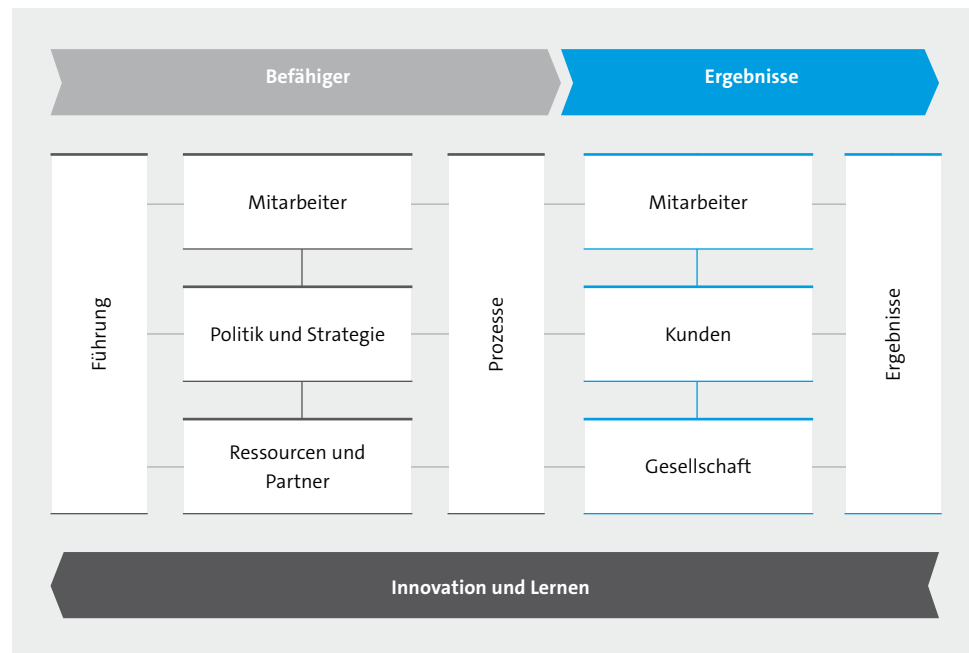 Befähiger
Ergebnisse
Führung
Mitarbeiter
Politik und Strategie
Ressourcen und
Partner
Prozesse
Mitarbeiter
Kunden
Gesellschaft
Ergebnisse
Innovation und Lernen